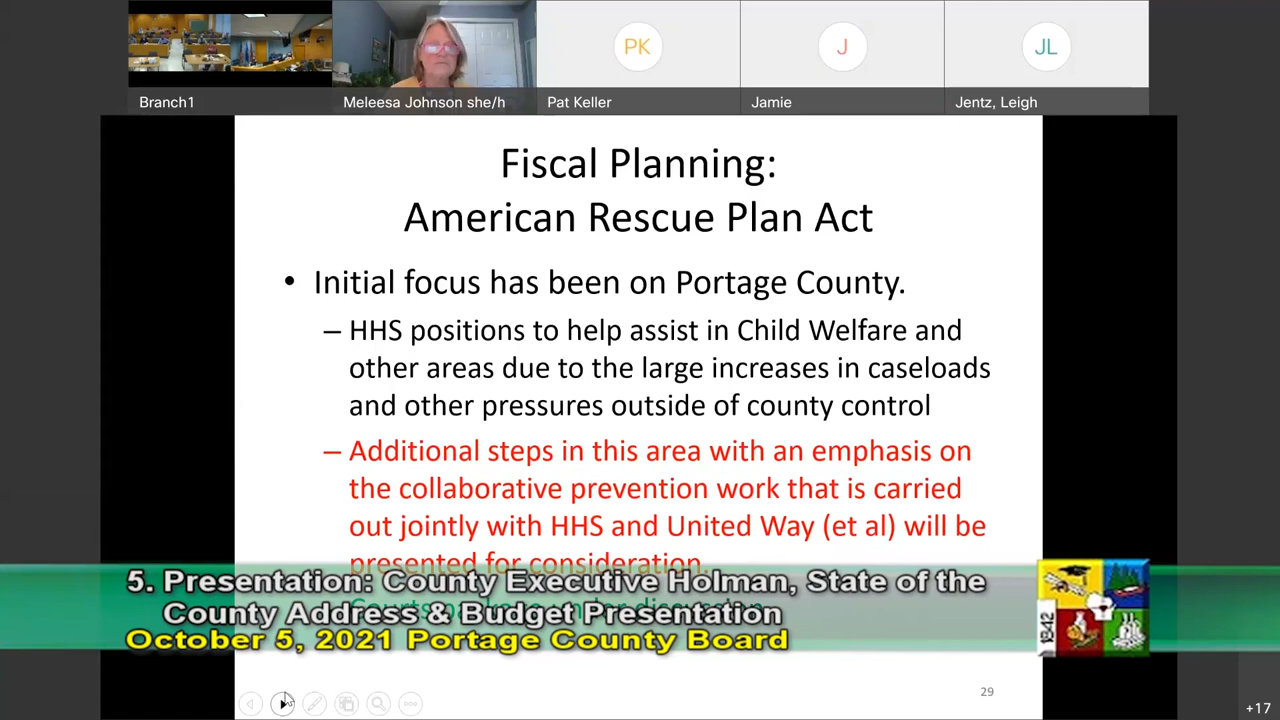 Branch1
Meleesa Johnson she/h
PK
Pat Keller
J
Jamie
JL
Jentz, Leigh
Fiscal Planning:
American Rescue Plan Act
• Initial focus has been on Portage County.
– HHS positions to help assist in Child Welfare and
other areas due to the large increases in caseloads
and other pressures outside of county control
– Additional steps in this area with an emphasis on
the collaborative prevention work that is carried
out jointly with HHS and United Way (et al) will be
presented for consideration.
5. Presentation: County Executive Holman, State of the
County Address & Budget Presentation
October 5, 2021 Portage County Board
1842
29
+17